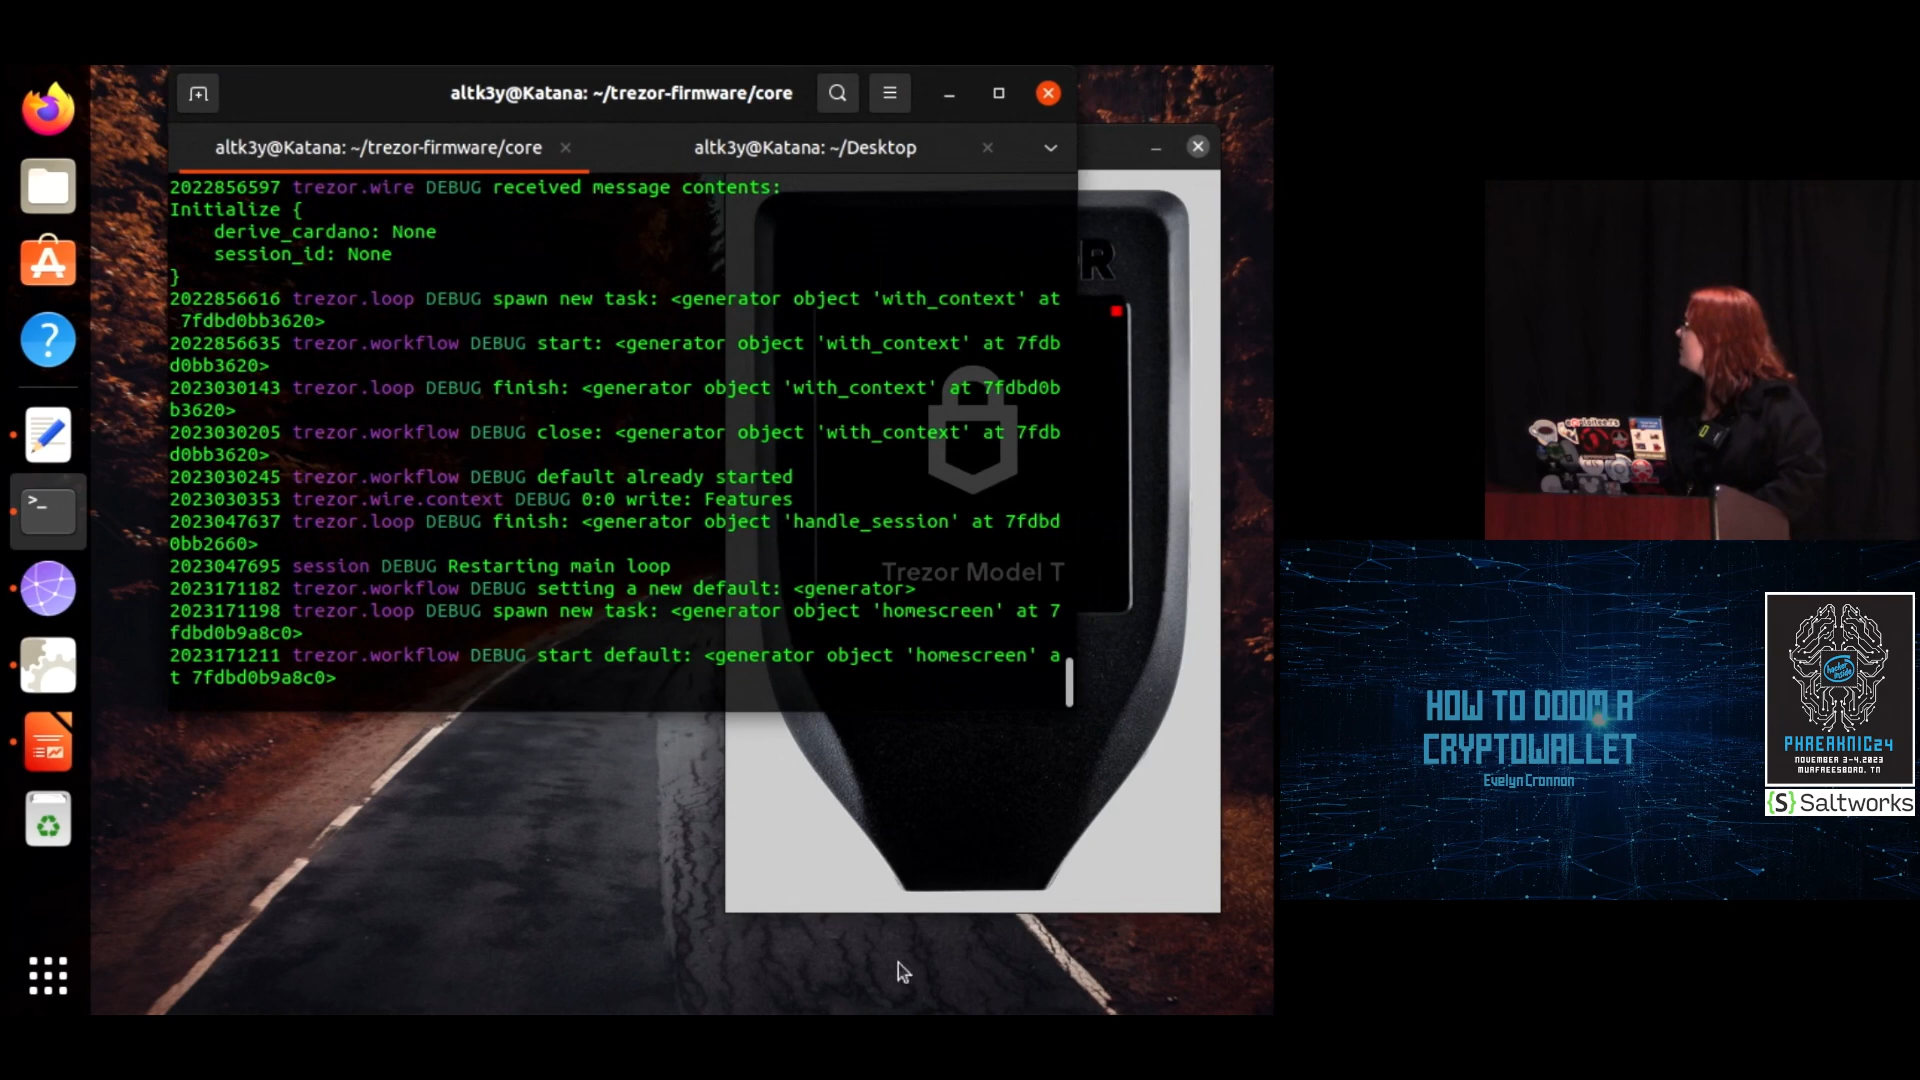 altk3y@Katana: ~/trezor-firmware/core
altk3y@Katana: ~/trezor-firmware/core
altk3y@Katana: ~/Desktop
2022856597 trezor.wire DEBUG received message contents:
Initialize {
    derive_cardano: None
    session_id: None
}
2022856616 trezor.loop DEBUG spawn new task: <generator object 'with_context' at
 7fdbd0bb3620>
2022856635 trezor.workflow DEBUG start: <generator object 'with_context' at 7fdb
d0bb3620>
2023030143 trezor.loop DEBUG finish: <generator object 'with_context' at 7fdbd0b
b3620>
2023030205 trezor.workflow DEBUG close: <generator object 'with_context' at 7fdb
d0bb3620>
2023030245 trezor.workflow DEBUG default already started
2023030353 trezor.wire.context DEBUG 0:0 write: Features
2023047637 trezor.loop DEBUG finish: <generator object 'handle_session' at 7fdbd
0bb2660>
2023047695 session DEBUG Restarting main loop
2023171182 trezor.workflow DEBUG setting a new default: <generator>
2023171198 trezor.loop DEBUG spawn new task: <generator object 'homescreen' at 7
fdbd0b9a8c0>
2023171211 trezor.workflow DEBUG start default: <generator object 'homescreen' a
t 7fdbd0b9a8c0>
R
Trezor Model T
HOW TO DOOM A
CRYPTOWALLET
Evelyn Cronnon
hacker
inside
PHREAKNIC24
NOVEMBER 3-4.2023
MURFREESBORO, TN
{S} Saltworks